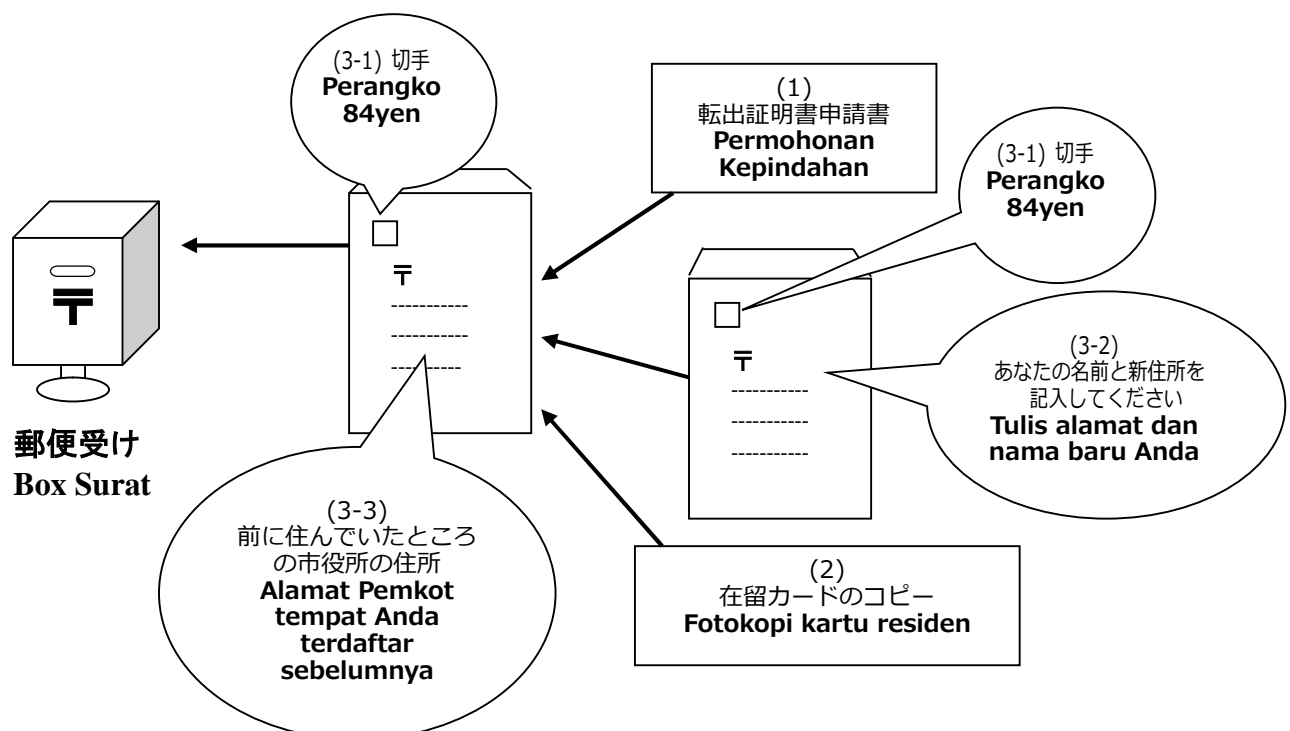 (3-1) 切手
Perangko
84yen
(1)
転出証明書申請書
Permohonan
Kepindahan
(3-1) 切手
Perangko
84yen
〒
-----------
-----------
----------
〒
-----------
-----------
-----------
〒
郵便受け
Box Surat
(3-2)
あなたの名前と新住所を
記入してください
Tulis alamat dan
nama baru Anda
(3-3)
前に住んでいたところ
の市役所の住所
Alamat Pemkot
tempat Anda
terdaftar
sebelumnya
(2)
在留カードのコピー
Fotokopi kartu residen